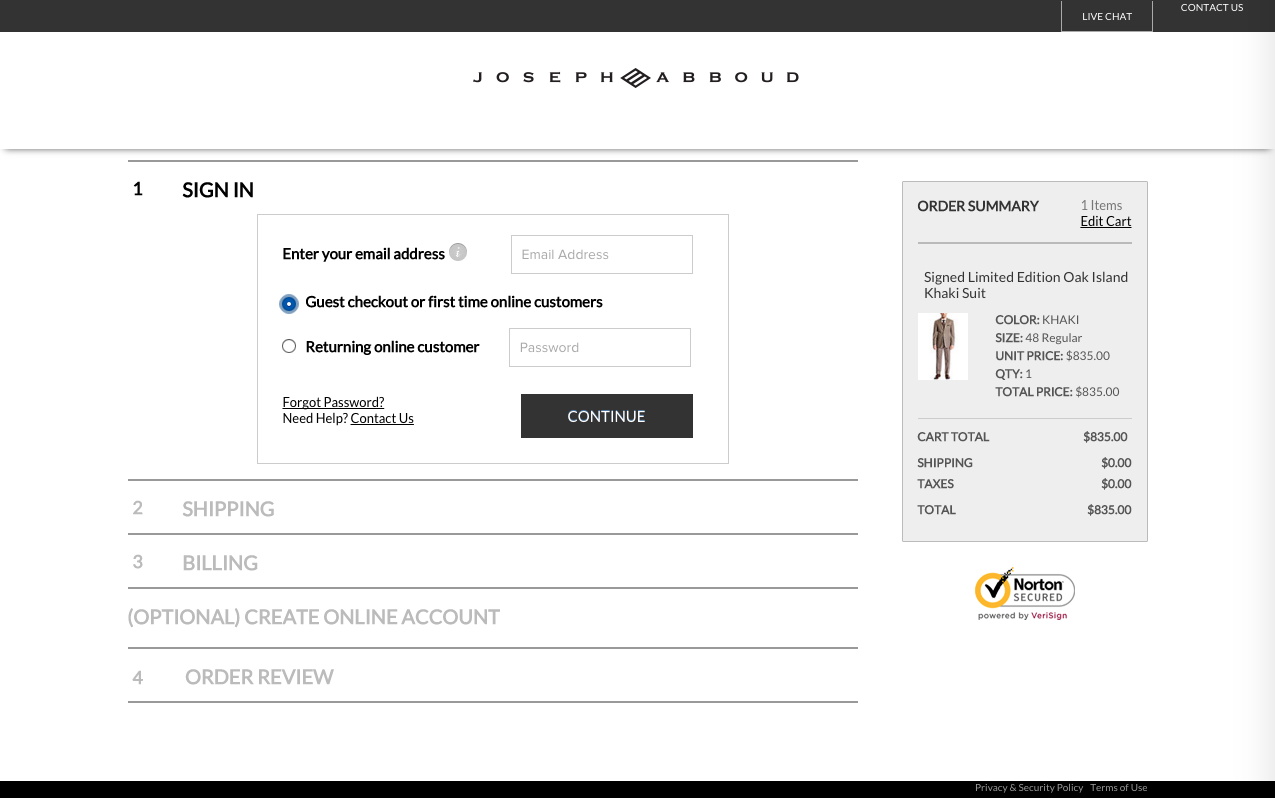 LIVE CHAT
CONTACT US
JOSEPH ABBOUD
1 SIGN IN
Enter your email address i
Email Address
Guest checkout or first time online customers
Returning online customer
Password
Forgot Password?
Need Help? Contact Us
CONTINUE
2 SHIPPING
3 BILLING
(OPTIONAL) CREATE ONLINE ACCOUNT
4 ORDER REVIEW
ORDER SUMMARY
1 Items
Edit Cart
Signed Limited Edition Oak Island
Khaki Suit
COLOR: KHAKI
SIZE: 48 Regular
UNIT PRICE: $835.00
QTY: 1
TOTAL PRICE: $835.00
CART TOTAL $835.00
SHIPPING $0.00
TAXES $0.00
TOTAL $835.00
Norton
SECURED
powered by VeriSign
Privacy & Security Policy Terms of Use